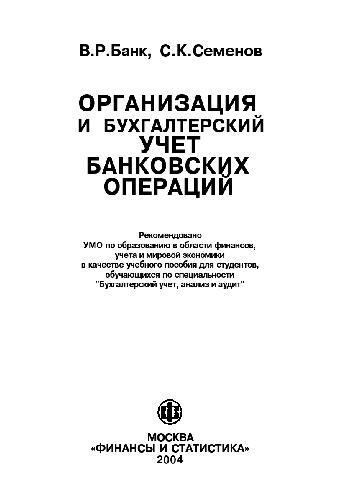 В.Р.Банк, С.К.Семенов
ОРГАНИЗАЦИЯ
И БУХГАЛТЕРСКИЙ
УЧЕТ
БАНКОВСКИХ
ОПЕРАЦИЙ
Рекомендовано
УМО по образованию в области финансов,
учета и мировой экономики
в качестве учебного пособия для студентов,
обучающихся по специальности
"Бухгалтерский учет, анализ и аудит"
МОСКВА
«ФИНАНСЫ И СТАТИСТИКА»
2004